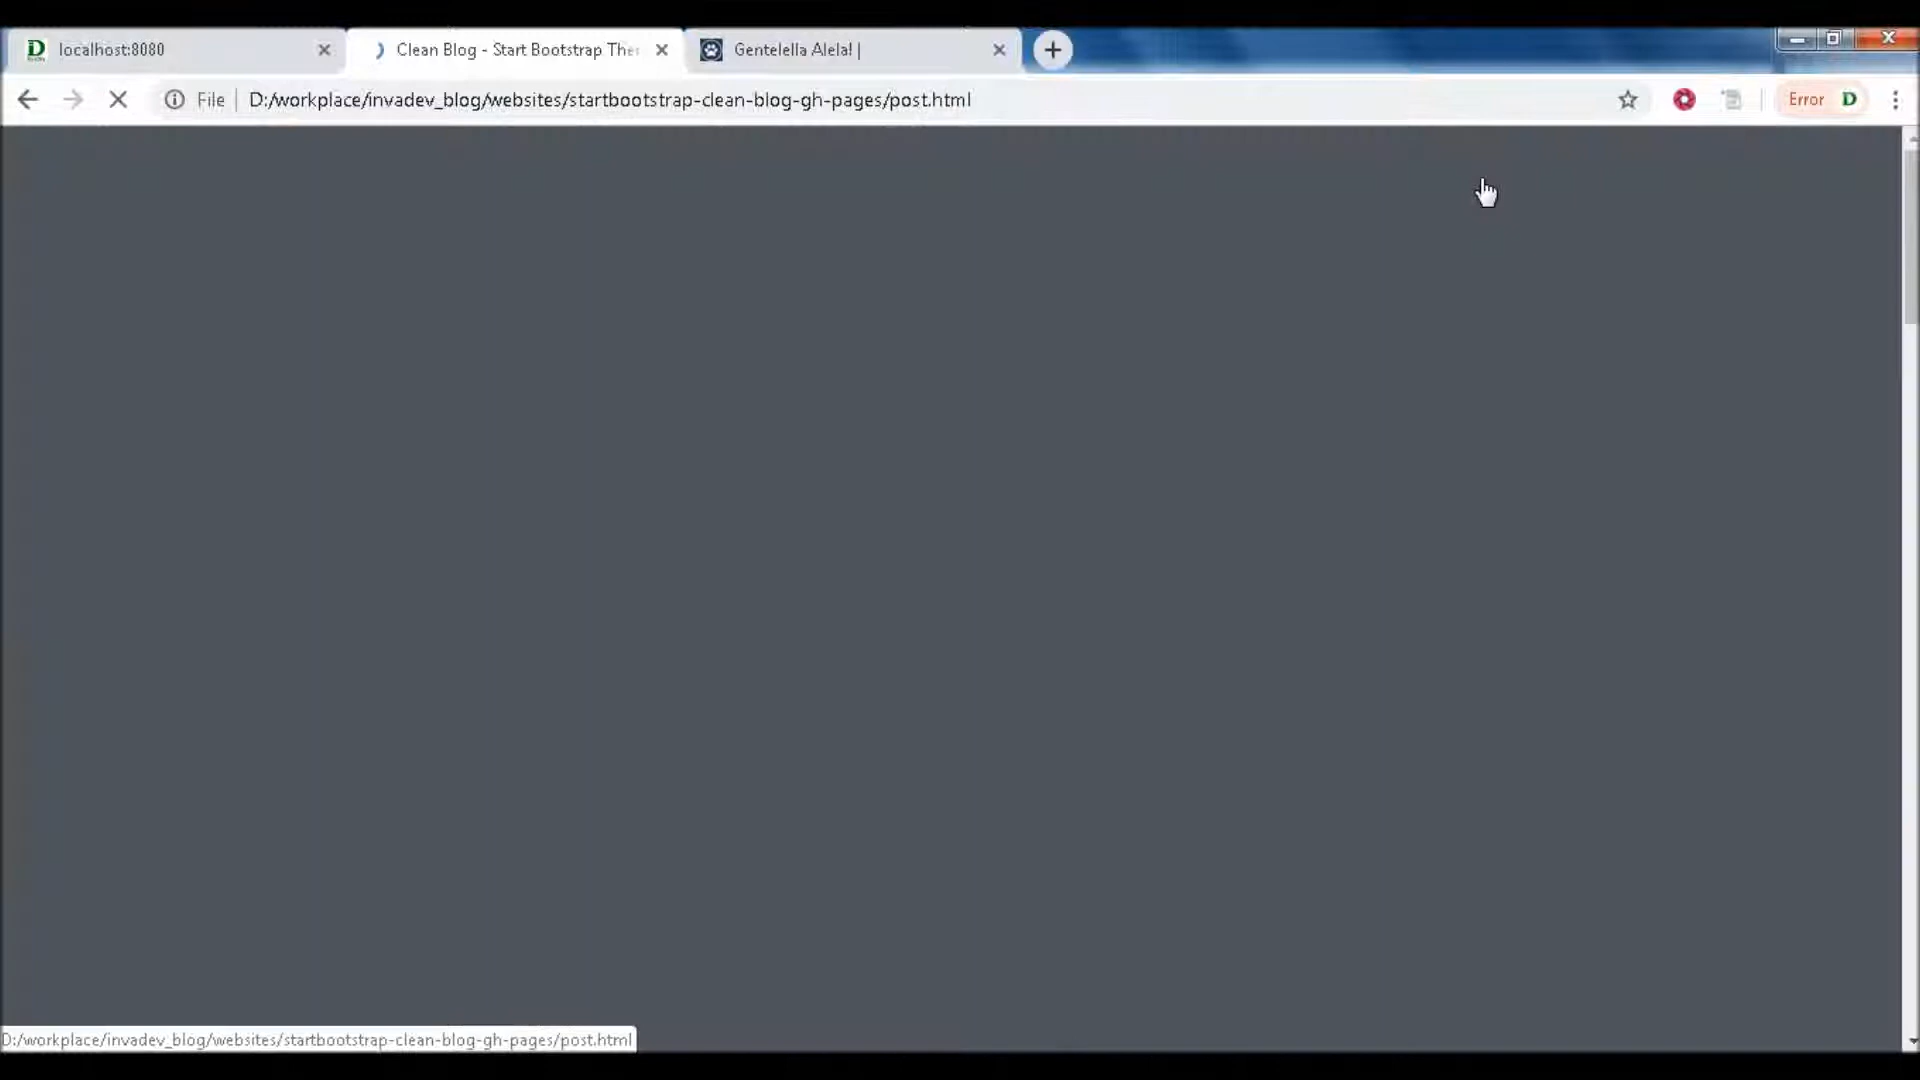 localhost:8080
Clean Blog - Start Bootstrap The
Gentelella Alela! |
File
D:/workplace/invadev_blog/websites/startbootstrap-clean-blog-gh-pages/post.html
Error D
D:/workplace/invadev_blog/websites/startbootstrap-clean-blog-gh-pages/post.html